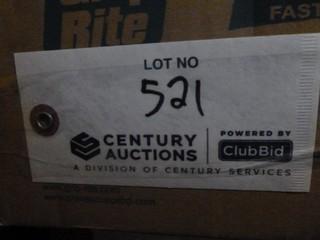 Rite
FAST
LOT NO
521
CENTURY AUCTIONS
POWERED BY
ClubBid
A DIVISION OF CENTURY SERVICES